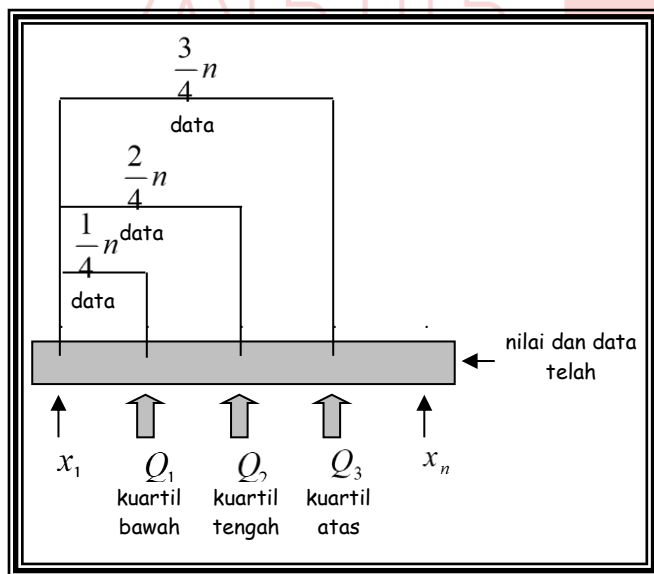 3/4 n
data
2/4 n
data
1/4 n
data
nilai dan data
telah
x₁ Q₁ Q₂ Q₃ xₙ
kuartil kuartil kuartil
bawah tengah atas